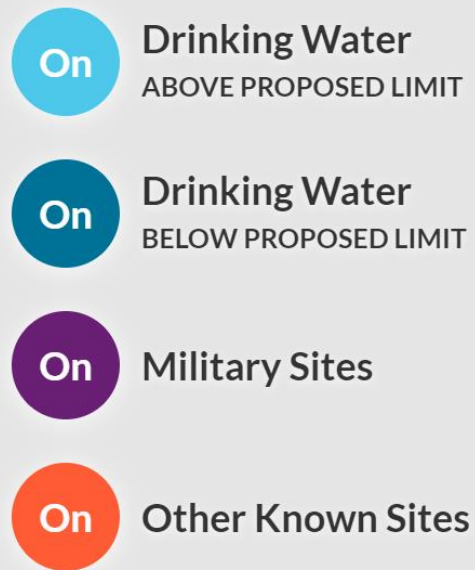 On
Drinking Water
ABOVE PROPOSED LIMIT
On
Drinking Water
BELOW PROPOSED LIMIT
On
Military Sites
On
Other Known Sites